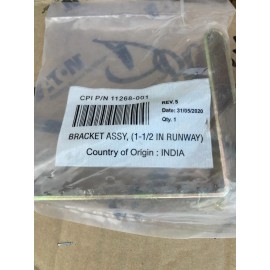 CPI P/N 11268-001
REV. 5
Date: 31/05/2020
Qty. 1
BRACKET ASSY, (1-1/2 IN RUNWAY)
Country of Origin : INDIA